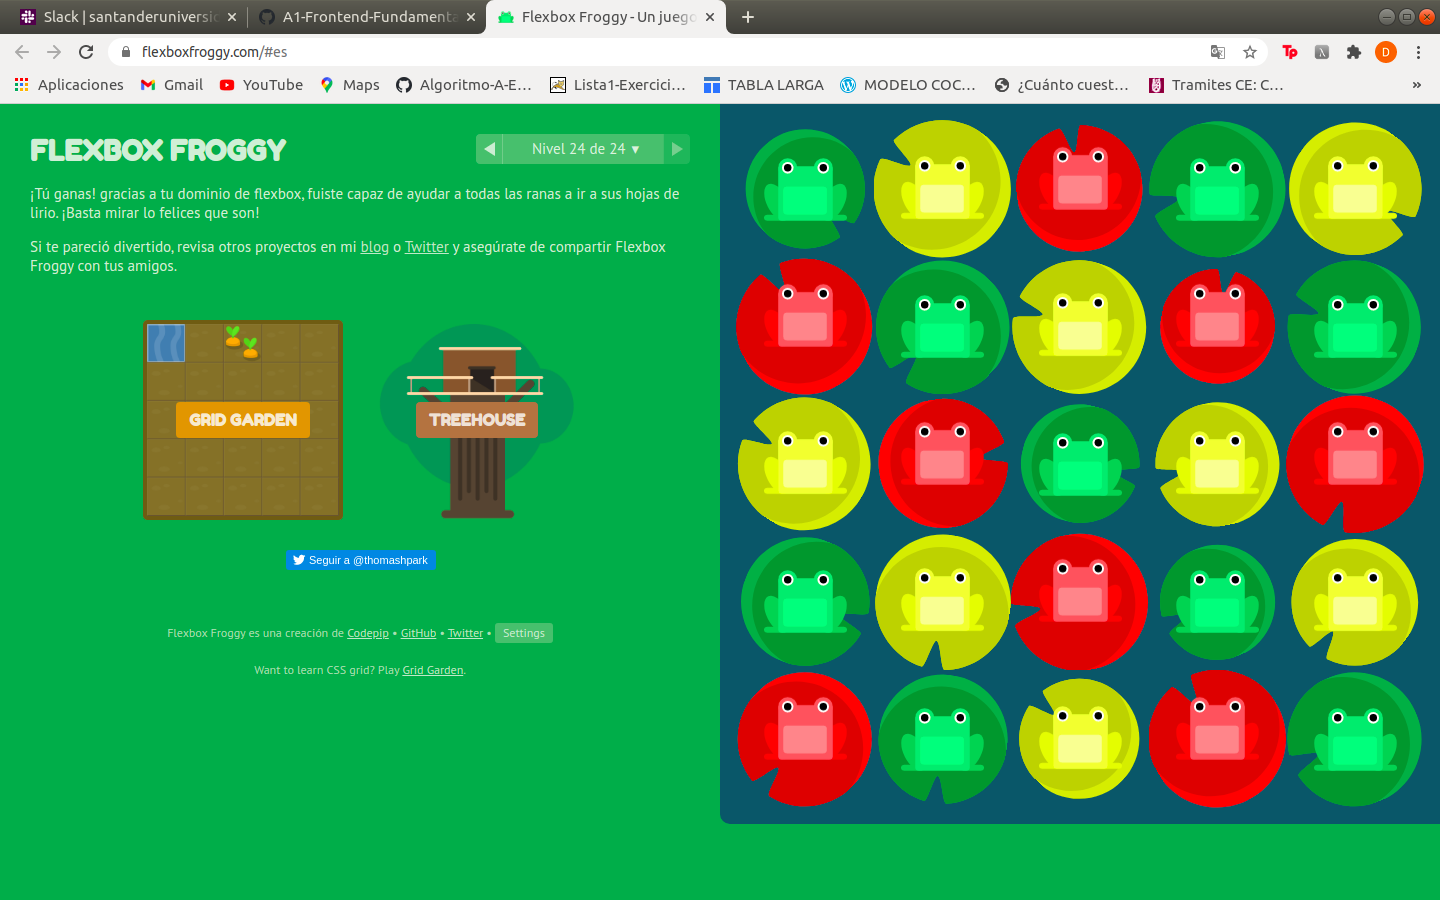 Slack | santanderuniversid
A1-Frontend-Fundamenta
Flexbox Froggy - Un juego
flexboxfroggy.com/#es
Tp
λ
D
Aplicaciones
Gmail
YouTube
Maps
Algoritmo-A-E…
Lista1-Exercici…
TABLA LARGA
MODELO COC…
¿Cuánto cuest…
Tramites CE: C…
»
FLEXBOX FROGGY
Nivel 24 de 24 ▼
¡Tú ganas! gracias a tu dominio de flexbox, fuiste capaz de ayudar a todas las ranas a ir a sus hojas de
lirio. ¡Basta mirar lo felices que son!
Si te pareció divertido, revisa otros proyectos en mi blog o Twitter y asegúrate de compartir Flexbox
Froggy con tus amigos.
GRID GARDEN
TREEHOUSE
Seguir a @thomashpark
Flexbox Froggy es una creación de Codepip • GitHub • Twitter • Settings
Want to learn CSS grid? Play Grid Garden.